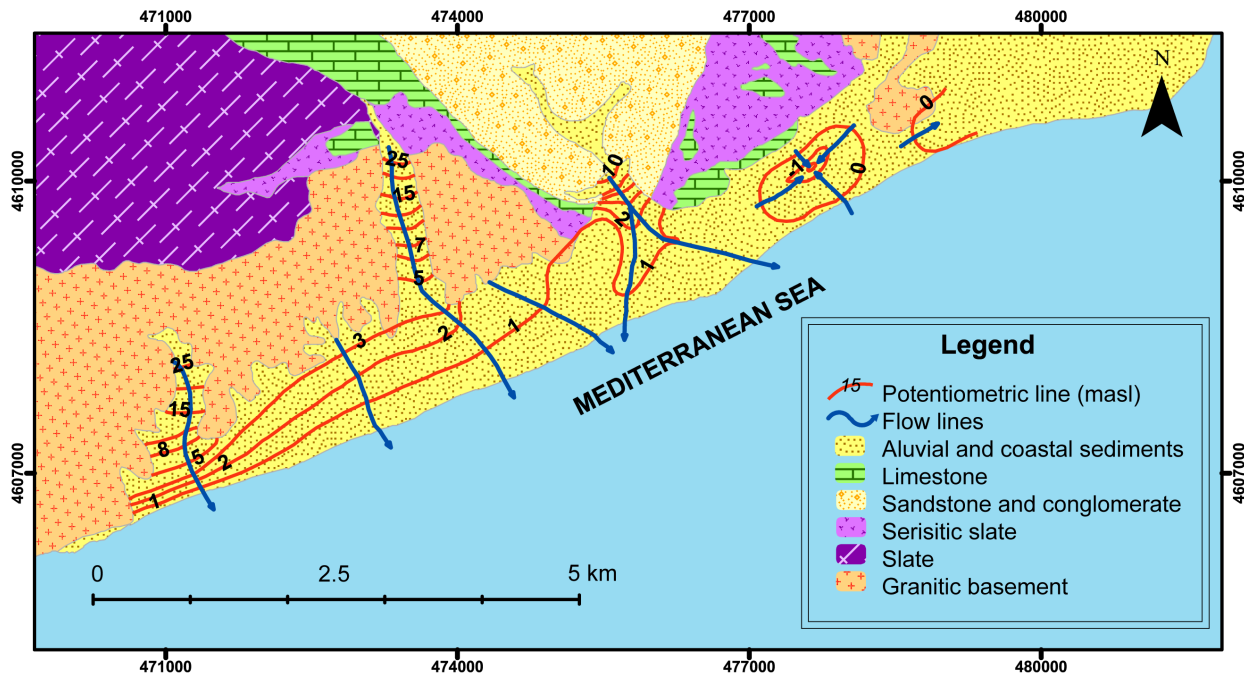 471000 474000 477000 480000
N
0
10
25
-1
0
4610000 4610000
15
2
7
1
5
3 2 1
MEDITERRANEAN SEA
25
15
8 5 2
1
4607000 4607000
Legend
15 Potentiometric line (masl)
Flow lines
Aluvial and coastal sediments
Limestone
Sandstone and conglomerate
Serisitic slate
Slate
Granitic basement
0 2.5 5 km
471000 474000 477000 480000